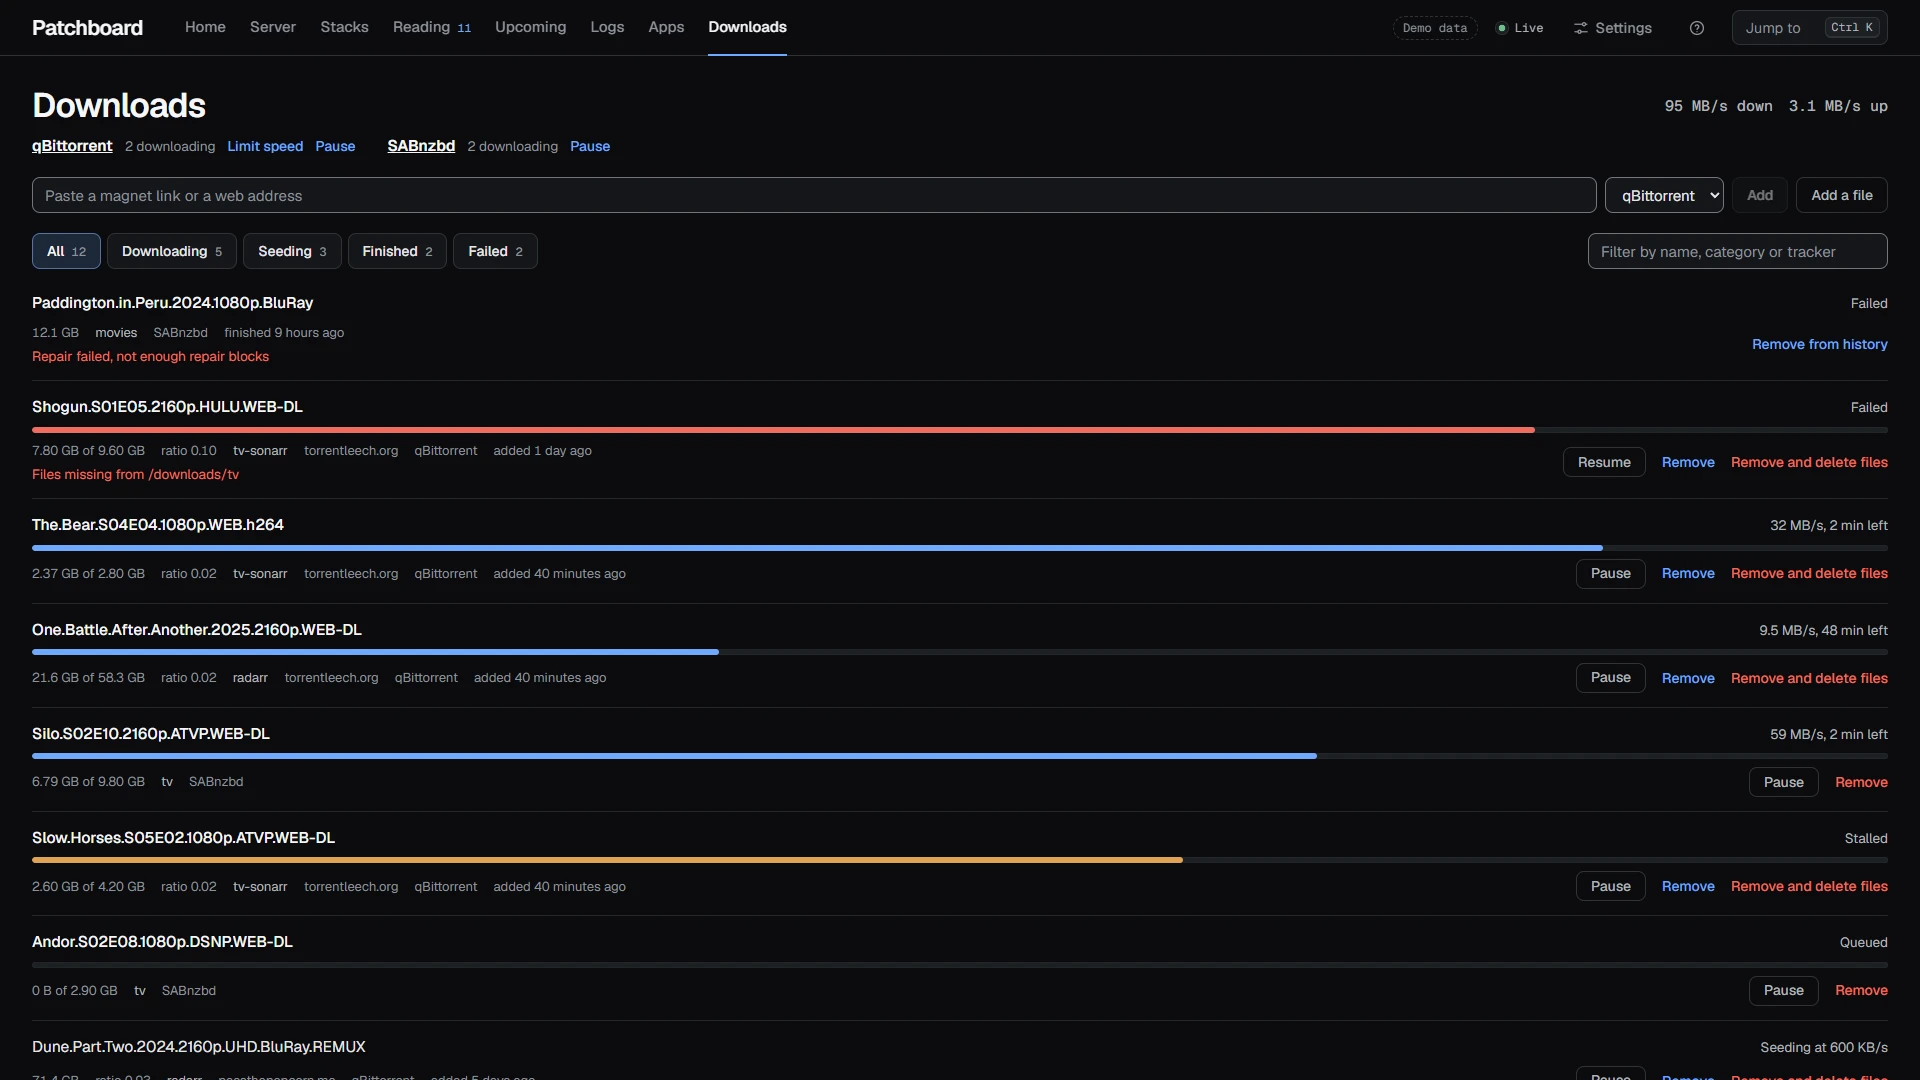 Patchboard Home Server Stacks Reading 11 Upcoming Logs Apps Downloads Demo data Live Settings Jump to Ctrl K
Downloads 95 MB/s down 3.1 MB/s up
qBittorrent 2 downloading Limit speed Pause SABnzbd 2 downloading Pause
Paste a magnet link or a web address qBittorrent Add Add a file
All 12 Downloading 5 Seeding 3 Finished 2 Failed 2 Filter by name, category or tracker
Paddington.in.Peru.2024.1080p.BluRay Failed
12.1 GB movies SABnzbd finished 9 hours ago
Repair failed, not enough repair blocks Remove from history
Shogun.S01E05.2160p.HULU.WEB-DL Failed
7.80 GB of 9.60 GB ratio 0.10 tv-sonarr torrentleech.org qBittorrent added 1 day ago
Files missing from /downloads/tv Resume Remove Remove and delete files
The.Bear.S04E04.1080p.WEB.h264 32 MB/s, 2 min left
2.37 GB of 2.80 GB ratio 0.02 tv-sonarr torrentleech.org qBittorrent added 40 minutes ago Pause Remove Remove and delete files
One.Battle.After.Another.2025.2160p.WEB-DL 9.5 MB/s, 48 min left
21.6 GB of 58.3 GB ratio 0.02 radarr torrentleech.org qBittorrent added 40 minutes ago Pause Remove Remove and delete files
Silo.S02E10.2160p.ATVP.WEB-DL 59 MB/s, 2 min left
6.79 GB of 9.80 GB tv SABnzbd Pause Remove
Slow.Horses.S05E02.1080p.ATVP.WEB-DL Stalled
2.60 GB of 4.20 GB ratio 0.02 tv-sonarr torrentleech.org qBittorrent added 40 minutes ago Pause Remove Remove and delete files
Andor.S02E08.1080p.DSNP.WEB-DL Queued
0 B of 2.90 GB tv SABnzbd Pause Remove
Dune.Part.Two.2024.2160p.UHD.BluRay.REMUX Seeding at 600 KB/s
radarr qBittorrent added 5 days ago Pause Remove Remove and delete files